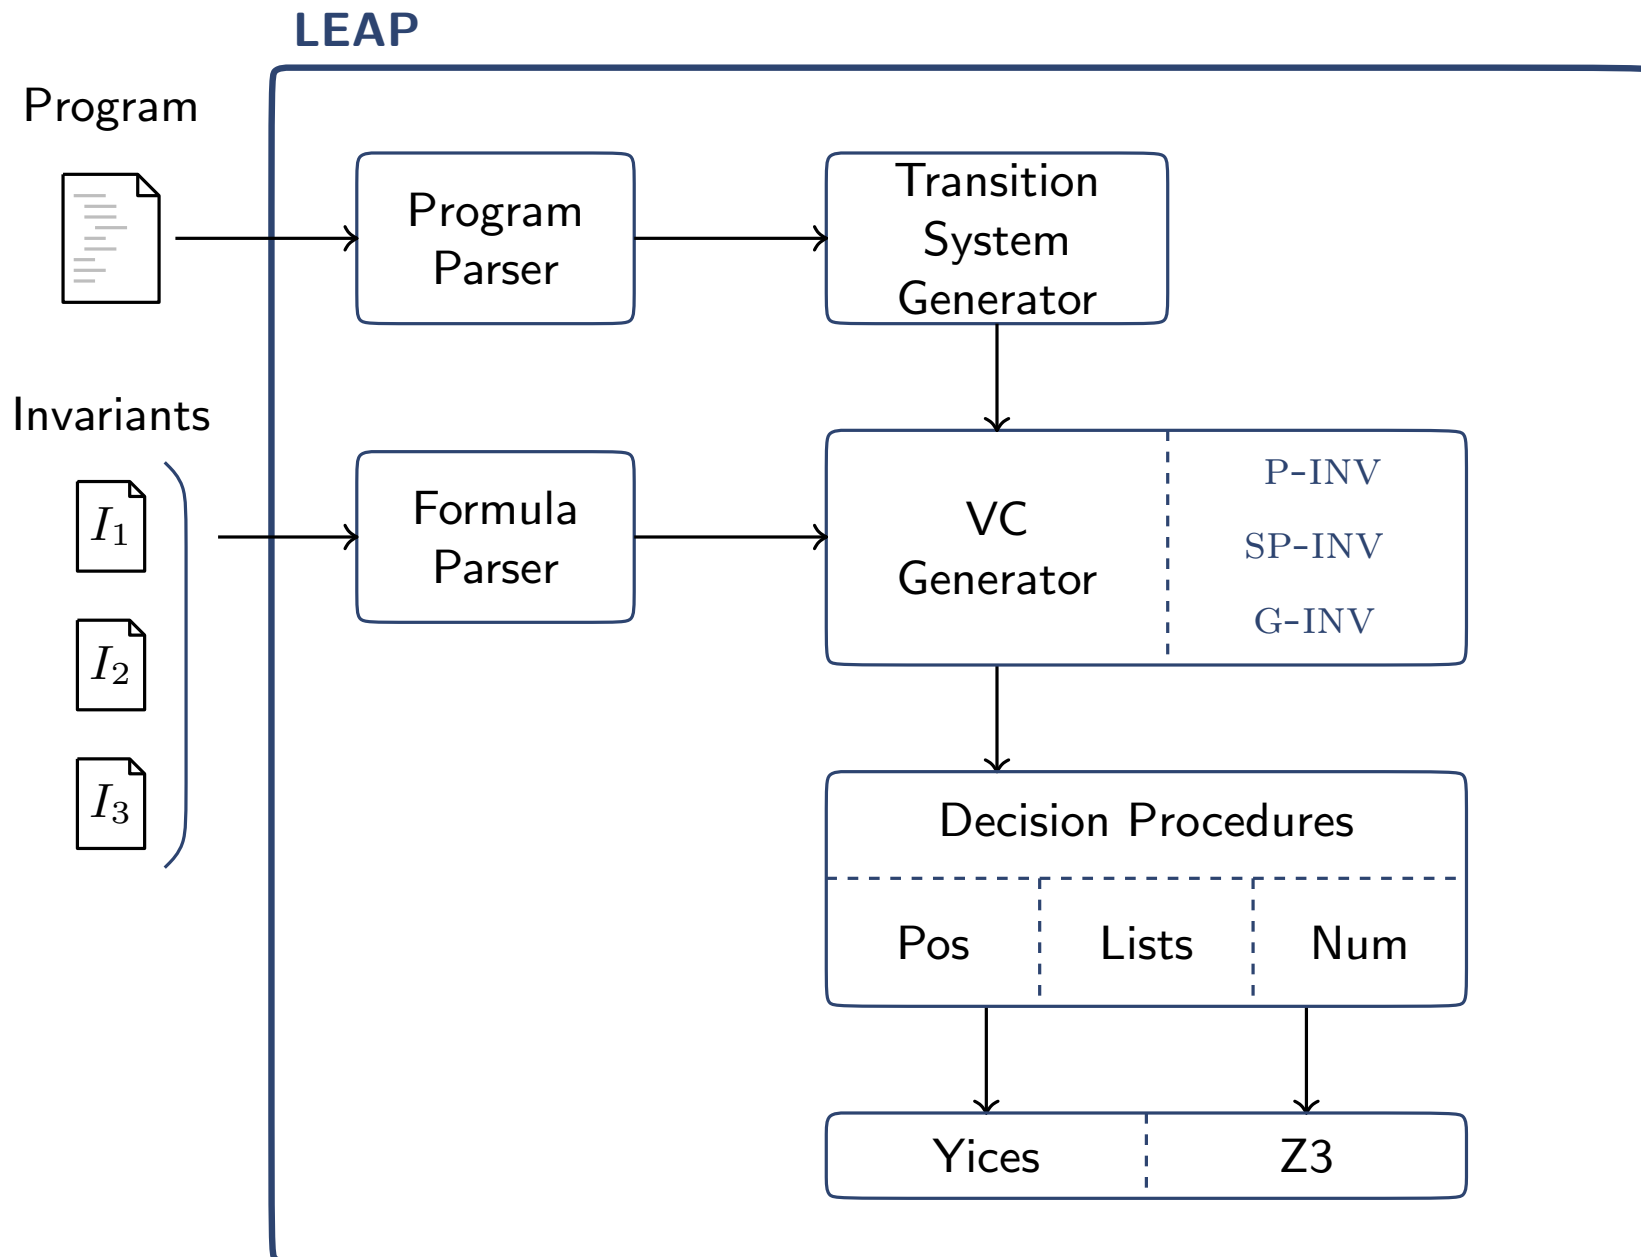 LEAP
Program
Program
Parser
Transition
System
Generator
Invariants
I₁
I₂
I₃
Formula
Parser
VC
Generator
P-INV
SP-INV
G-INV
Decision Procedures
Pos
Lists
Num
Yices
Z3